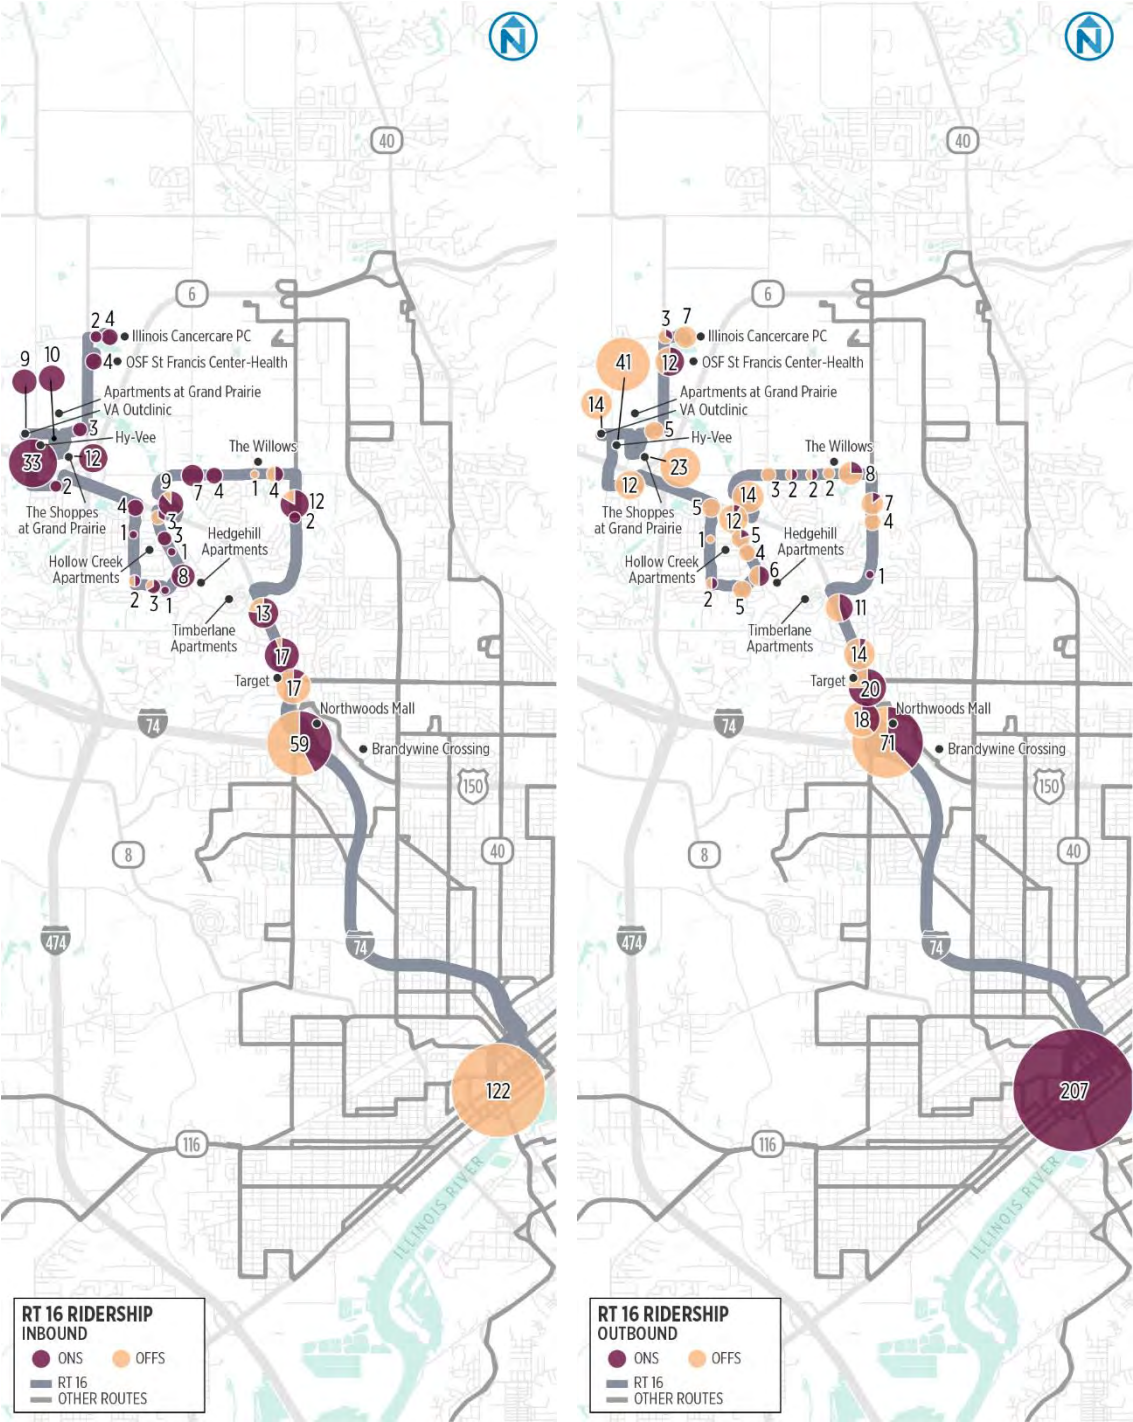 N
40
6
2 4
Illinois Cancercare PC
4
OSF St Francis Center-Health
9
10
Apartments at Grand Prairie
VA Outclinic
3
Hy-Vee
33
12
2
The Shoppes
at Grand Prairie
The Willows
9
7
4
1
4
12
2
4
1
3
3
1
Hollow Creek
Apartments
Hedgehill
Apartments
8
2
3
1
13
Timberlane
Apartments
17
Target
17
Northwoods Mall
59
Brandywine Crossing
74
150
8
40
474
74
122
116
ILLINOIS RIVER
RT 16 RIDERSHIP
INBOUND
ONS
OFFS
RT 16
OTHER ROUTES
N
40
6
3 7
Illinois Cancercare PC
12
OSF St Francis Center-Health
41
14
Apartments at Grand Prairie
VA Outclinic
5
Hy-Vee
23
12
The Shoppes
at Grand Prairie
The Willows
3
2
2
2
8
14
7
5
12
4
1
5
4
Hollow Creek
Apartments
Hedgehill
Apartments
6
2
5
1
11
Timberlane
Apartments
14
Target
20
Northwoods Mall
18
71
Brandywine Crossing
74
150
8
40
474
74
207
116
ILLINOIS RIVER
RT 16 RIDERSHIP
OUTBOUND
ONS
OFFS
RT 16
OTHER ROUTES